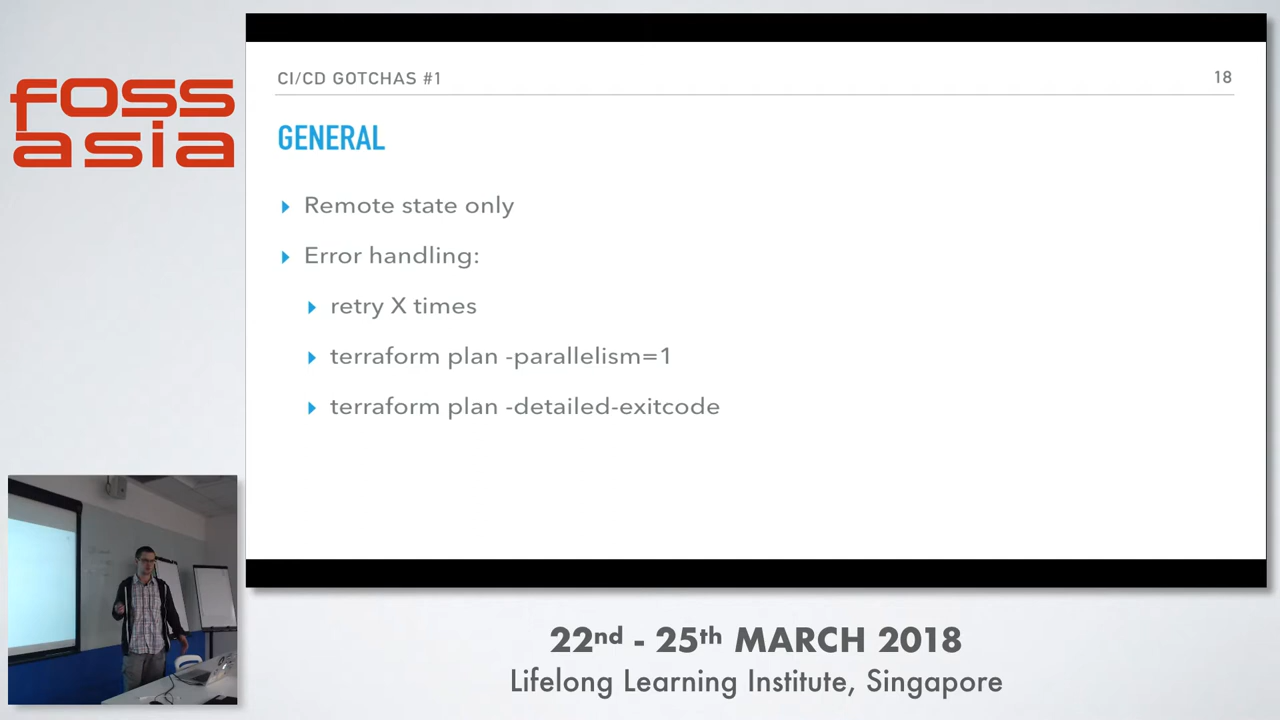 foss
asia
CI/CD GOTCHAS #1
18
GENERAL
Remote state only
Error handling:
retry X times
terraform plan -parallelism=1
terraform plan -detailed-exitcode
22nd - 25th MARCH 2018
Lifelong Learning Institute, Singapore